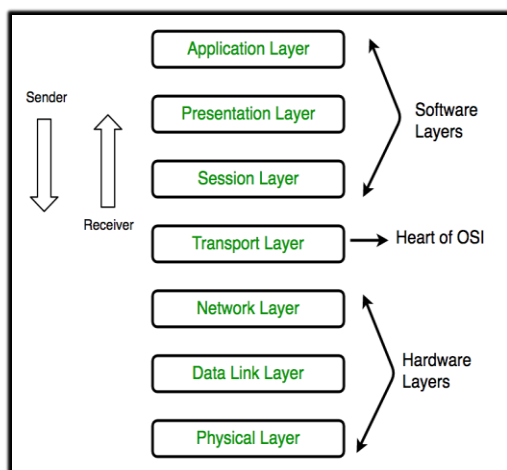 Application Layer
Sender
Presentation Layer
Software
Layers
Session Layer
Receiver
Transport Layer
Heart of OSI
Network Layer
Data Link Layer
Hardware
Layers
Physical Layer